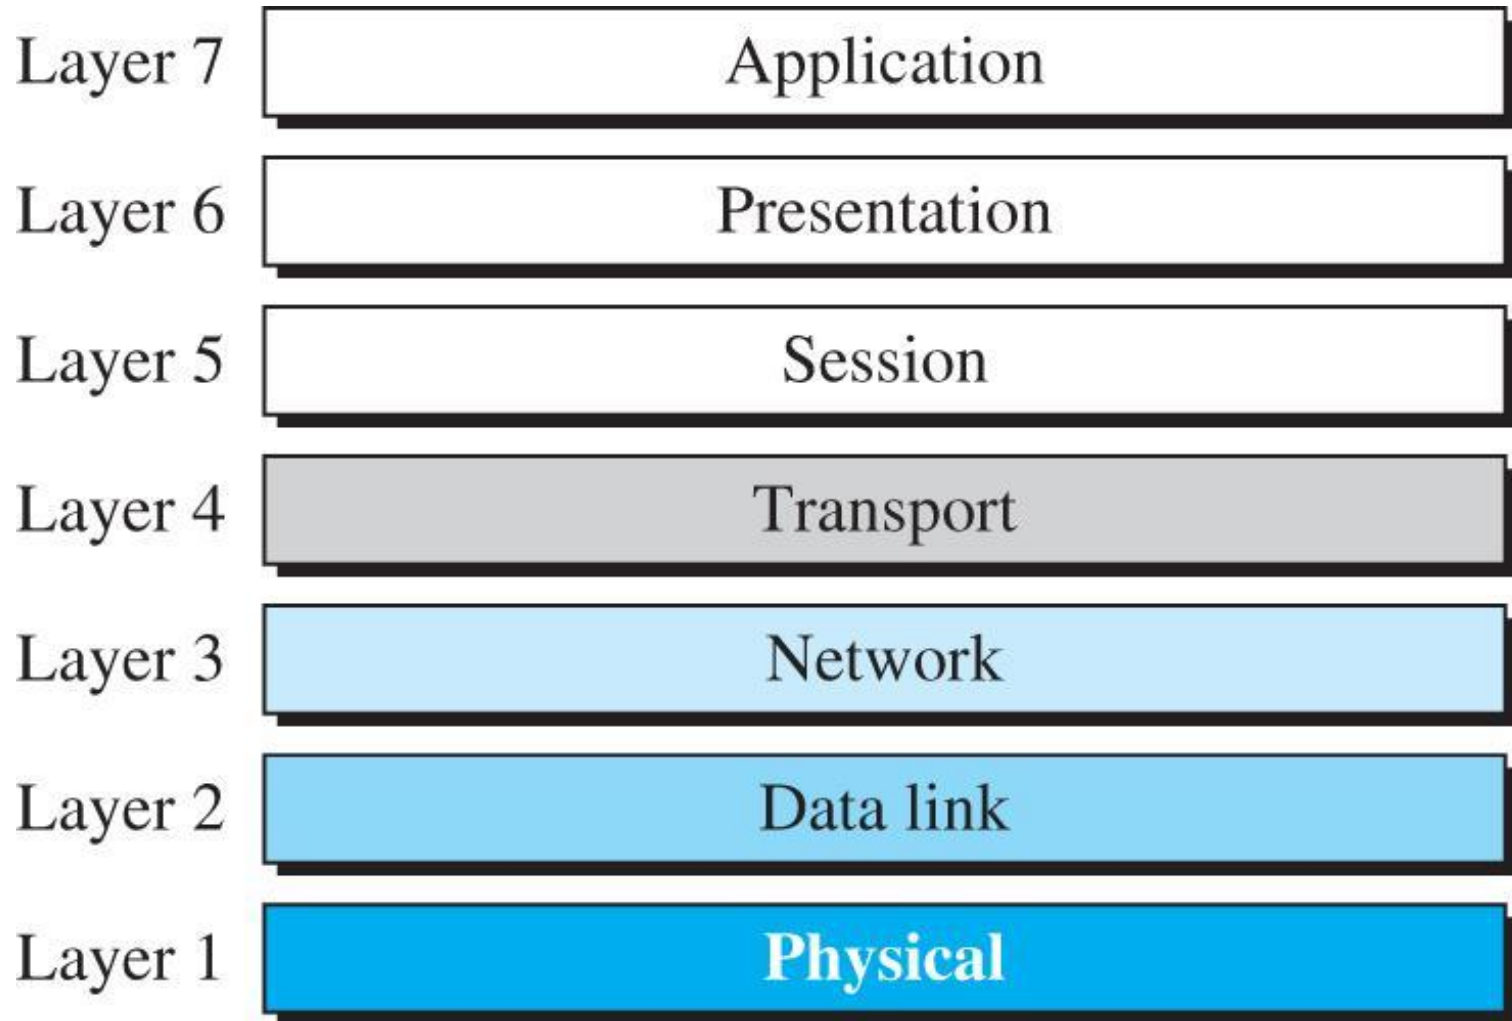 Layer 7 Application
Layer 6 Presentation
Layer 5 Session
Layer 4 Transport
Layer 3 Network
Layer 2 Data link
Layer 1 Physical